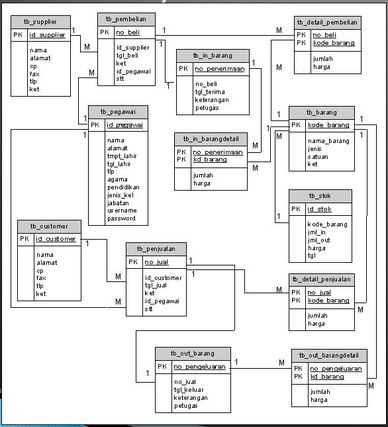 tb_supplier
PK id_supplier
nama
alamat
cp
fax
tlp
ket
1
M
tb_pembelian
PK no_beli
id_supplier
tgl_beli
ket
id_pegawai
stt
1
1
M
M
tb_detail_pembelian
PK no_beli
PK kode_barang
jumlah
harga
M
tb_in_barang
PK no_penerimaan
no_beli
tgl_terima
keterangan
petugas
1
1
tb_pegawai
PK id_pegawai
nama
alamat
tmpt_lahir
tgl_lahir
tlp
agama
pendidikan
jenis_kel
jabatan
username
password
1
1
tb_in_barangdetail
PK no_penerimaan
PK kd_barang
jumlah
harga
M
M
tb_barang
PK kode_barang
nama_barang
jenis
satuan
ket
1
1
1
1
tb_stok
PK id_stok
kode_barang
jml_in
jml_out
harga
tgl
1
tb_customer
PK id_customer
nama
alamat
cp
fax
tlp
ket
1
M
M
tb_penjualan
PK no_jual
id_customer
tgl_jual
ket
id_pegawai
stt
1
1
M
tb_detail_penjualan
PK no_jual
PK kode_barang
jumlah
harga
M
tb_out_barang
PK no_pengeluaran
no_jual
tgl_keluar
keterangan
petugas
1
1
M
tb_out_barangdetail
PK no_pengeluaran
PK kd_barang
jumlah
harga
M